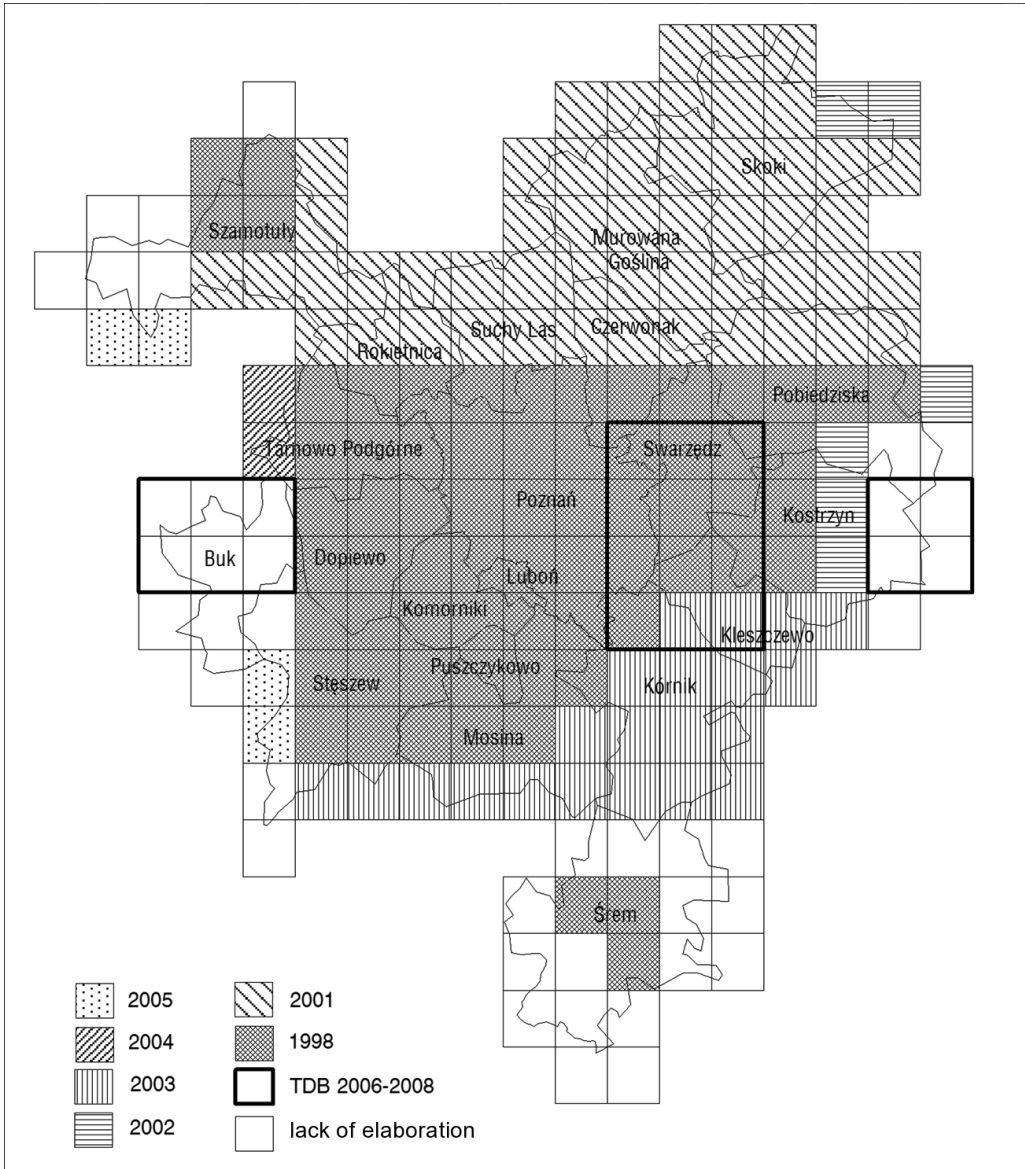 Skoki
Szamotuły
Murowana
Goślina
Suchy Las
Czerwonak
Rokietnica
Pobiedziska
Tarnowo Podgórne
Swarzędz
Poznań
Kostrzyn
Buk
Dopiewo
Luboń
Komorniki
Kleszczewo
Puszczykowo
Stęszew
Kórnik
Mosina
Śrem
2005
2001
2004
1998
2003
TDB 2006-2008
2002
lack of elaboration